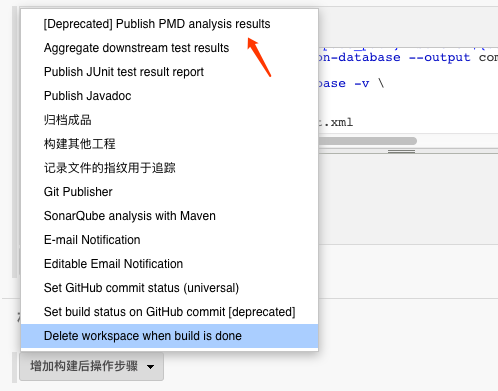 [Deprecated] Publish PMD analysis results
Aggregate downstream test results
on-database --output com
Publish JUnit test result report
base -v \
Publish Javadoc
归档成品
t.xml
构建其他工程
记录文件的指纹用于追踪
Git Publisher
SonarQube analysis with Maven
E-mail Notification
Editable Email Notification
Set GitHub commit status (universal)
Set build status on GitHub commit [deprecated]
Delete workspace when build is done
增加构建后操作步骤